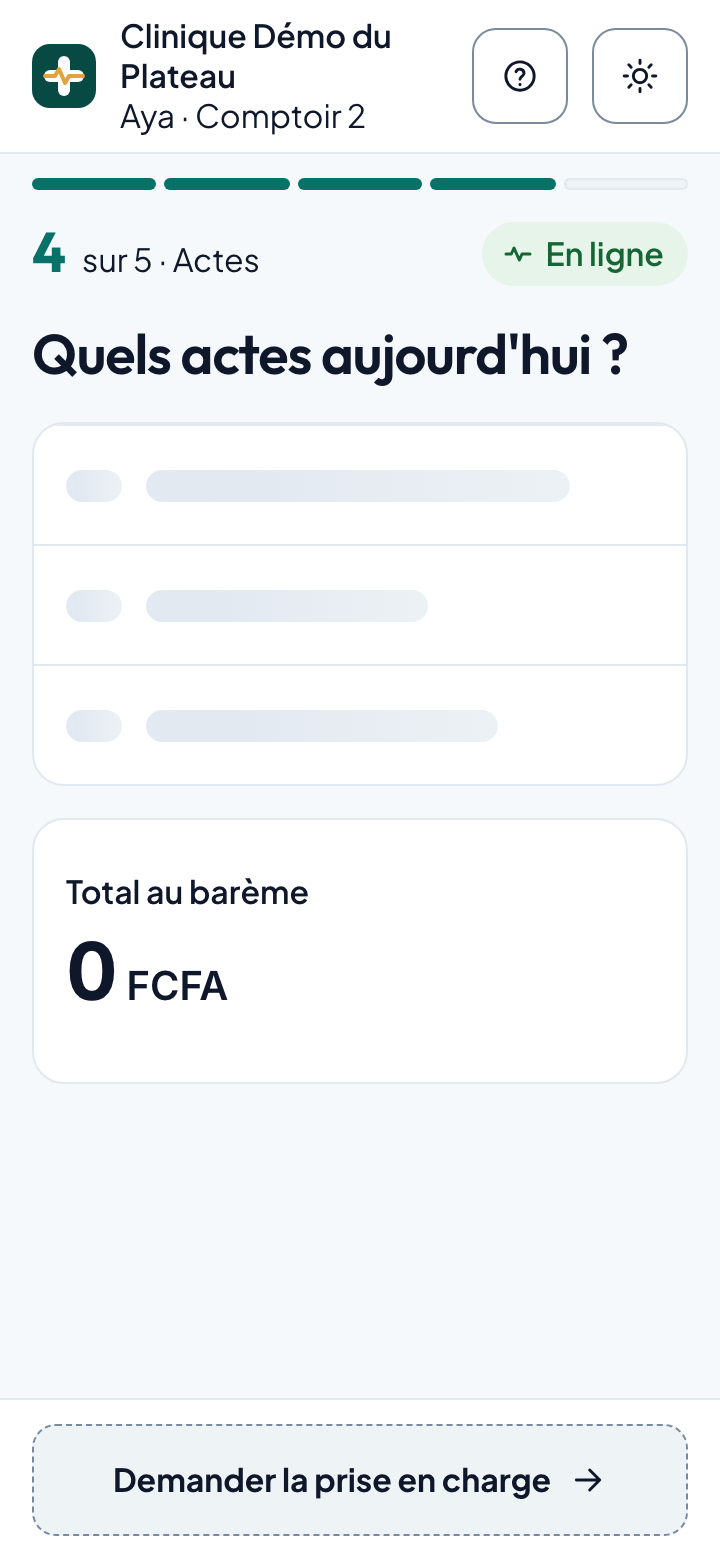 Clinique Démo du
Plateau
Aya · Comptoir 2
4 sur 5 · Actes
En ligne
Quels actes aujourd'hui ?
Total au barème
0 FCFA
Demander la prise en charge →